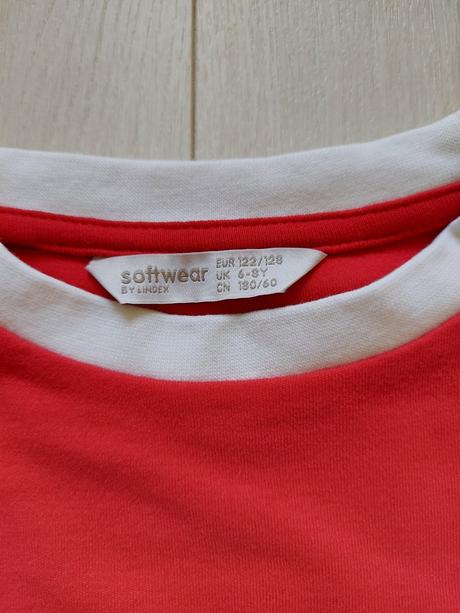 softwear
BY LINDEX
EUR 122/128
UK 6-8Y
CN 130/60